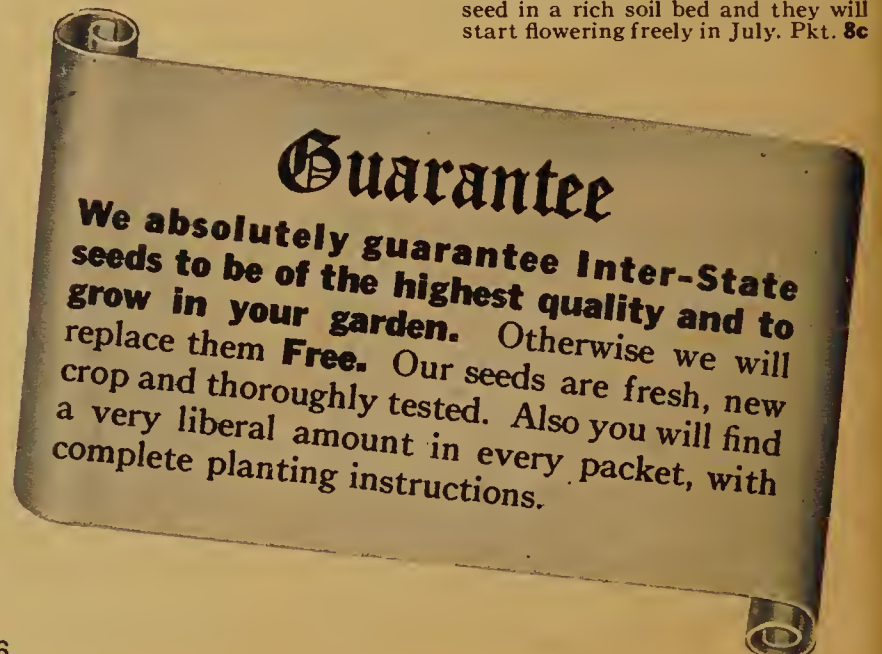 seed in a rich soil bed and they will
start flowering freely in July. Pkt. 8c
Guarantee
We absolutely guarantee Inter-State
seeds to be of the highest quality and to
grow in your garden. Otherwise we will
replace them Free. Our seeds are fresh, new
crop and thoroughly tested. Also you will find
a very liberal amount in every packet, with
complete planting instructions.
6